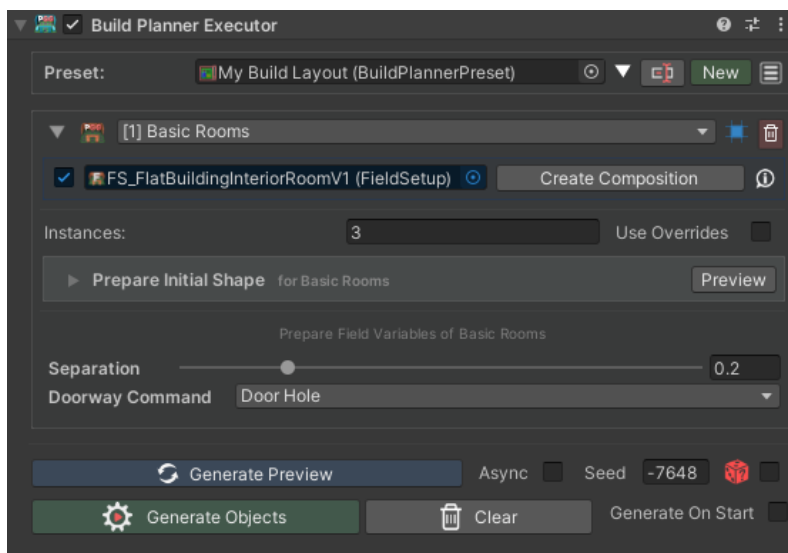 Build Planner Executor
Preset: My Build Layout (BuildPlannerPreset) New
[1] Basic Rooms
FS_FlatBuildingInteriorRoomV1 (FieldSetup) Create Composition
Instances: 3 Use Overrides
Prepare Initial Shape for Basic Rooms Preview
Prepare Field Variables of Basic Rooms
Separation 0.2
Doorway Command Door Hole
Generate Preview Async Seed -7648
Generate Objects Clear Generate On Start